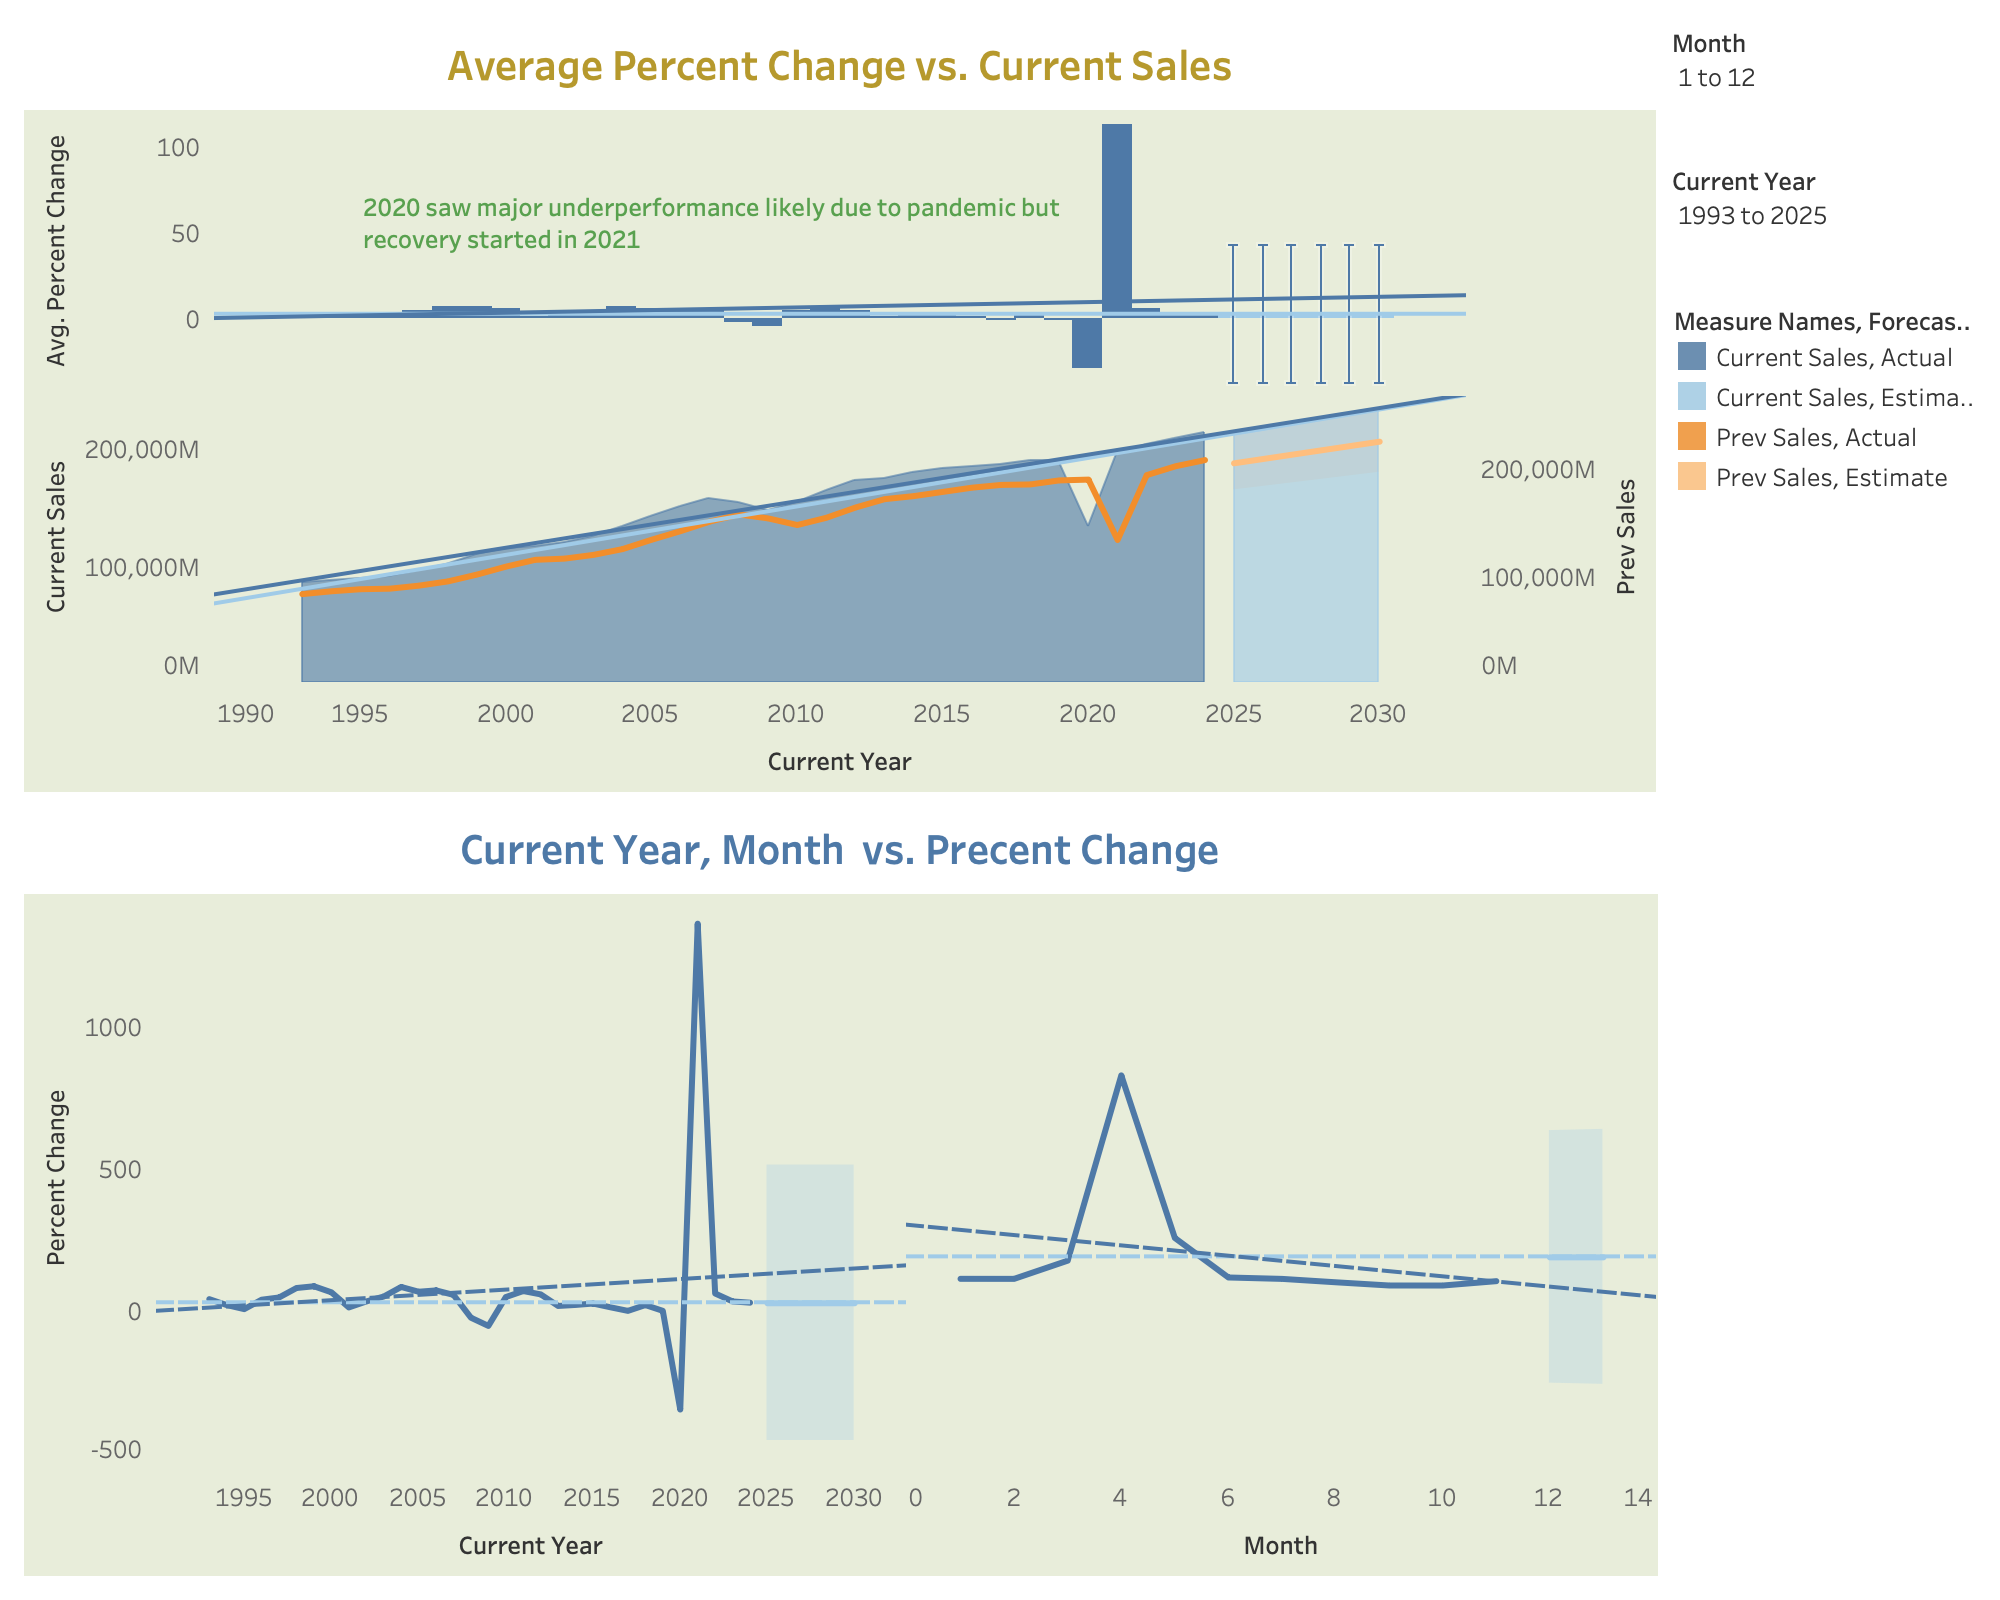 Average Percent Change vs. Current Sales
Month
1 to 12
Current Year
1993 to 2025
Measure Names, Forecas..
Current Sales, Actual
Current Sales, Estima..
Prev Sales, Actual
Prev Sales, Estimate
Avg. Percent Change
100
50
0
2020 saw major underperformance likely due to pandemic but
recovery started in 2021
Current Sales
200,000M
100,000M
0M
200,000M
100,000M
0M
Prev Sales
1990 1995 2000 2005 2010 2015 2020 2025 2030
Current Year
Current Year, Month vs. Precent Change
Percent Change
1000
500
0
-500
1995 2000 2005 2010 2015 2020 2025 2030 0 2 4 6 8 10 12 14
Current Year
Month